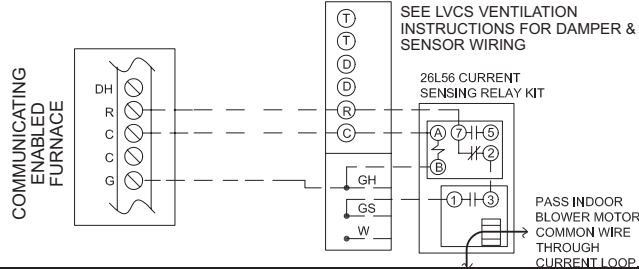 SEE LVCS VENTILATION
INSTRUCTIONS FOR DAMPER &
SENSOR WIRING
T
T
D
D
R
C
26L56 CURRENT
SENSING RELAY KIT
COMMUNICATING
ENABLED
FURNACE
DH
R
C
C
G
A 7 5
2
B
GH
GS
W
1 3
PASS INDOOR
BLOWER MOTOR
COMMON WIRE
THROUGH
CURRENT LOOP